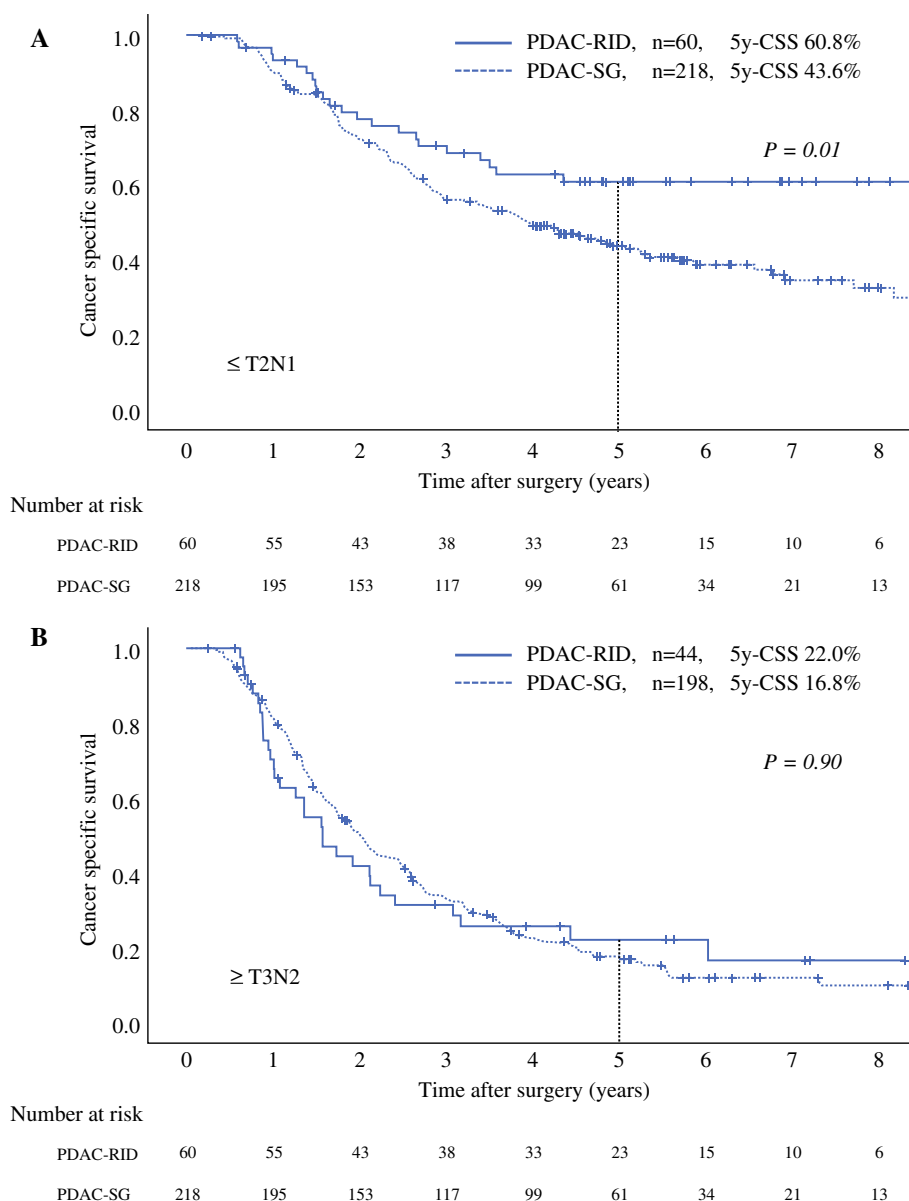 A
PDAC-RID, n=60, 5y-CSS 60.8%
PDAC-SG, n=218, 5y-CSS 43.6%
P = 0.01
Cancer specific survival
1.0
0.8
0.6
0.4
0.2
0.0
≤ T2N1
0 1 2 3 4 5 6 7 8
Time after surgery (years)
Number at risk
PDAC-RID 60 55 43 38 33 23 15 10 6
PDAC-SG 218 195 153 117 99 61 34 21 13
B
PDAC-RID, n=44, 5y-CSS 22.0%
PDAC-SG, n=198, 5y-CSS 16.8%
P = 0.90
Cancer specific survival
1.0
0.8
0.6
0.4
0.2
0.0
≥ T3N2
0 1 2 3 4 5 6 7 8
Time after surgery (years)
Number at risk
PDAC-RID 60 55 43 38 33 23 15 10 6
PDAC-SG 218 195 153 117 99 61 34 21 13